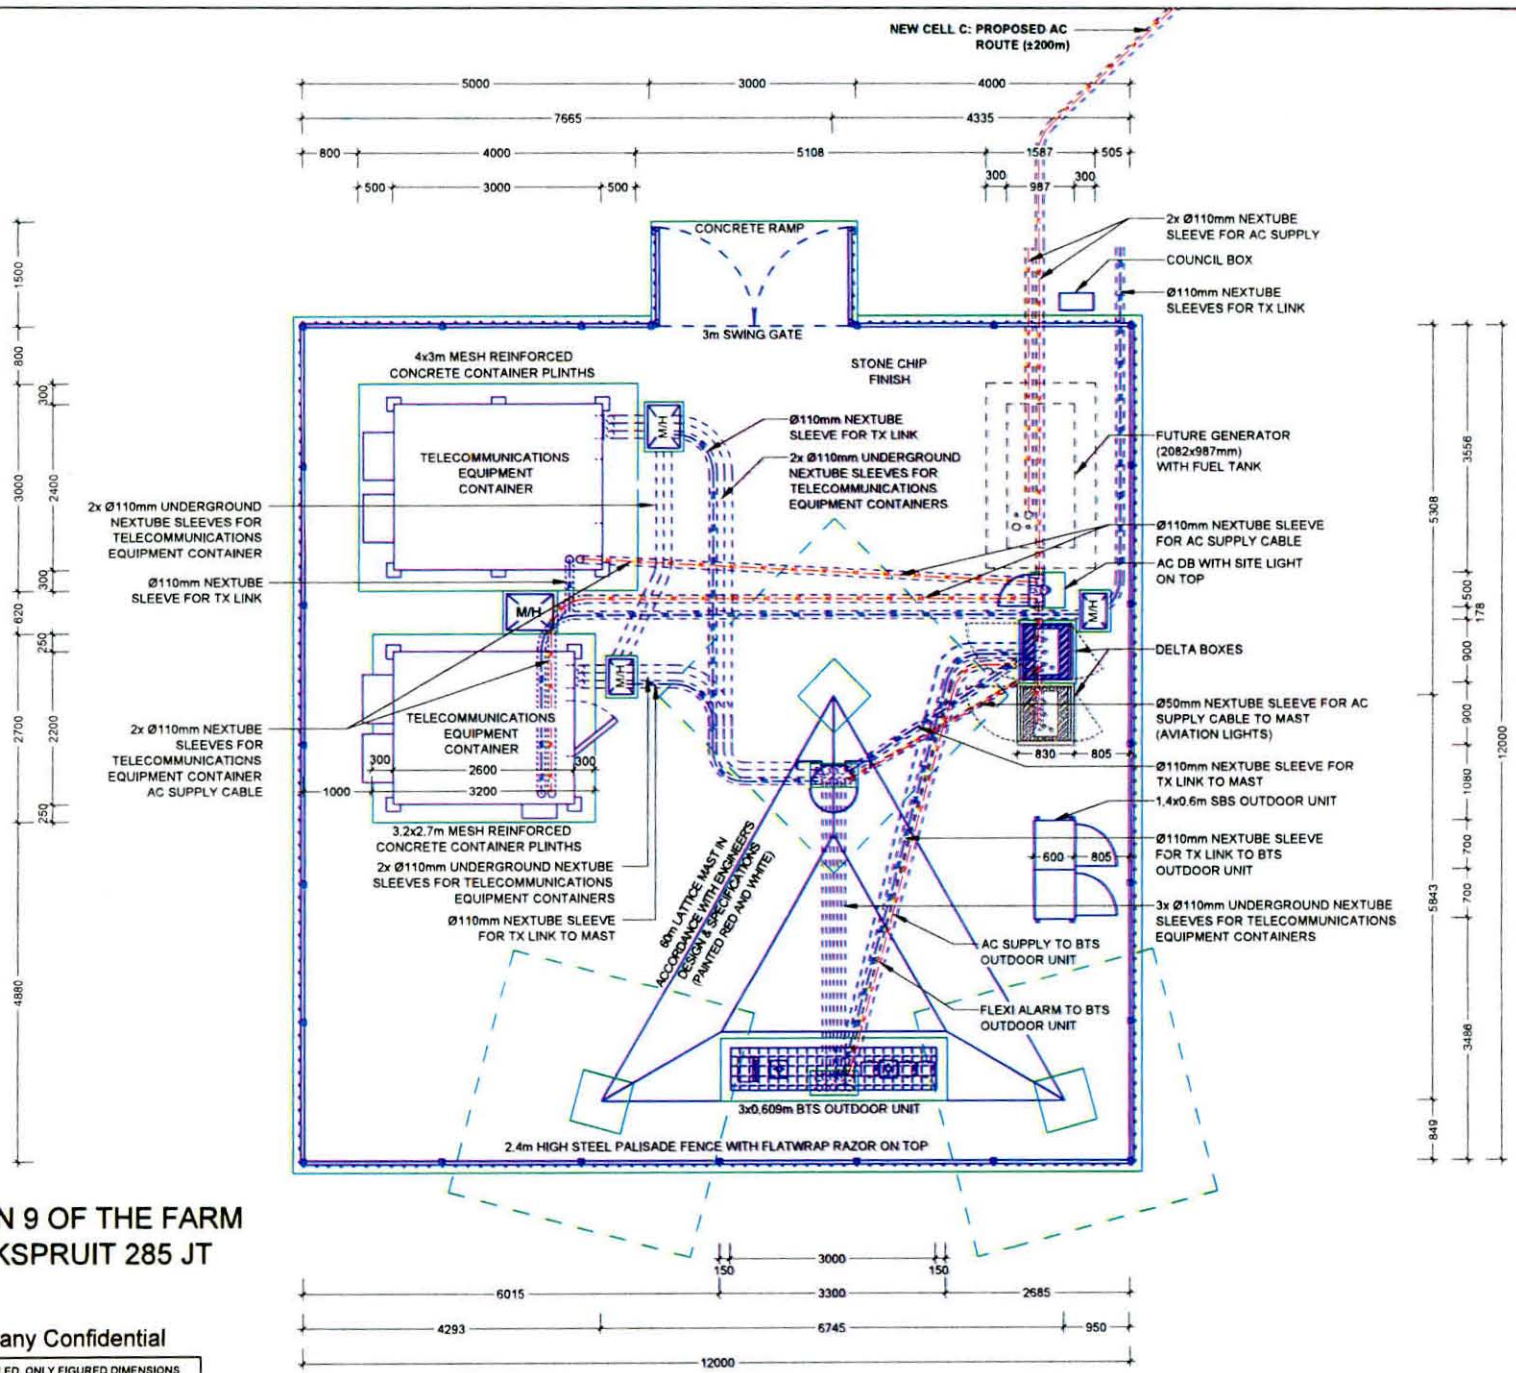 NEW CELL C: PROPOSED AC
ROUTE (±200m)
5000
3000
4000
7665
4335
800
4000
5108
1587
505
500
3000
500
300
987
300
CONCRETE RAMP
3m SWING GATE
2x Ø110mm NEXTUBE
SLEEVE FOR AC SUPPLY
COUNCIL BOX
Ø110mm NEXTUBE
SLEEVES FOR TX LINK
4x3m MESH REINFORCED
CONCRETE CONTAINER PLINTHS
STONE CHIP
FINISH
TELECOMMUNICATIONS
EQUIPMENT
CONTAINER
M/H
Ø110mm NEXTUBE
SLEEVE FOR TX LINK
2x Ø110mm UNDERGROUND
NEXTUBE SLEEVES FOR
TELECOMMUNICATIONS
EQUIPMENT CONTAINERS
FUTURE GENERATOR
(2082x987mm)
WITH FUEL TANK
2x Ø110mm UNDERGROUND
NEXTUBE SLEEVES FOR
TELECOMMUNICATIONS
EQUIPMENT CONTAINER
Ø110mm NEXTUBE SLEEVE
FOR AC SUPPLY CABLE
AC DB WITH SITE LIGHT
ON TOP
Ø110mm NEXTUBE
SLEEVE FOR TX LINK
M/H
M/H
M/H
DELTA BOXES
TELECOMMUNICATIONS
EQUIPMENT
CONTAINER
2x Ø110mm NEXTUBE
SLEEVES FOR
TELECOMMUNICATIONS
EQUIPMENT CONTAINER
AC SUPPLY CABLE
Ø50mm NEXTUBE SLEEVE FOR AC
SUPPLY CABLE TO MAST
(AVIATION LIGHTS)
300
2600
300
1000
3200
830
805
Ø110mm NEXTUBE SLEEVE FOR
TX LINK TO MAST
1.4x0.6m SBS OUTDOOR UNIT
3.2x2.7m MESH REINFORCED
CONCRETE CONTAINER PLINTHS
Ø110mm NEXTUBE SLEEVE
FOR TX LINK TO BTS
OUTDOOR UNIT
600
805
2x Ø110mm UNDERGROUND NEXTUBE
SLEEVES FOR TELECOMMUNICATIONS
EQUIPMENT CONTAINERS
Ø110mm NEXTUBE SLEEVE
FOR TX LINK TO MAST
60m LATTICE MAST IN
ACCORDANCE WITH ENGINEER'S
DESIGN & SPECIFICATIONS
(PAINTED RED AND WHITE)
3x Ø110mm UNDERGROUND NEXTUBE
SLEEVES FOR TELECOMMUNICATIONS
EQUIPMENT CONTAINERS
AC SUPPLY TO BTS
OUTDOOR UNIT
FLEXI ALARM TO BTS
OUTDOOR UNIT
3x0.609m BTS OUTDOOR UNIT
2.4m HIGH STEEL PALISADE FENCE WITH FLATWRAP RAZOR ON TOP
1500
800
3000
620
2700
4880
300
2400
300
250
2200
250
5308
5843
849
3556
500
178
900
900
1080
700
700
3486
12000
3000
150
150
6015
3300
2685
4293
6745
950
12000
N 9 OF THE FARM
KSPRUIT 285 JT
any Confidential
LED, ONLY FIGURED DIMENSIONS